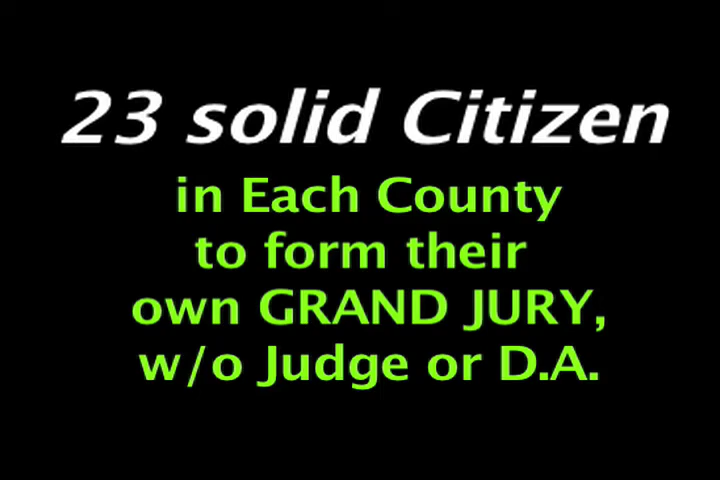 23 solid Citizen
in Each County
to form their
own GRAND JURY,
w/o Judge or D.A.